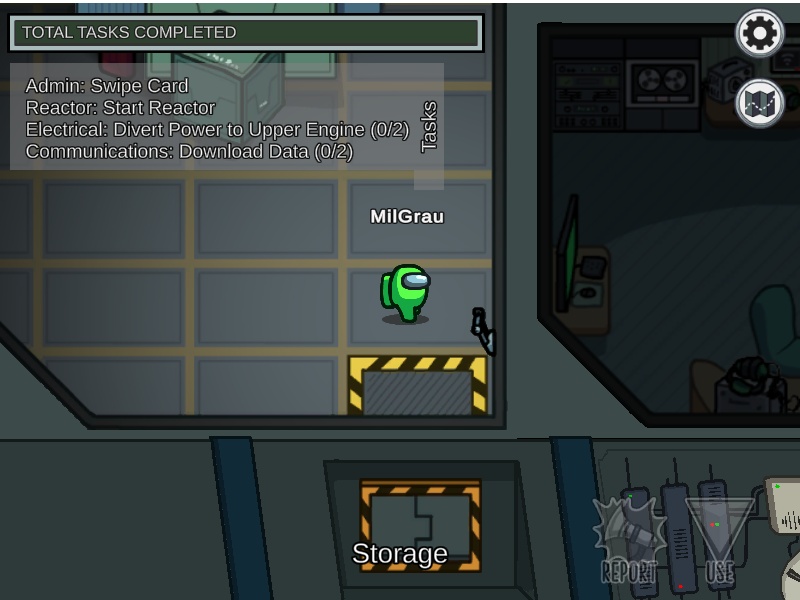 TOTAL TASKS COMPLETED
Admin: Swipe Card
Reactor: Start Reactor
Electrical: Divert Power to Upper Engine (0/2)
Communications: Download Data (0/2)
Tasks
MilGrau
Storage
REPORT
USE